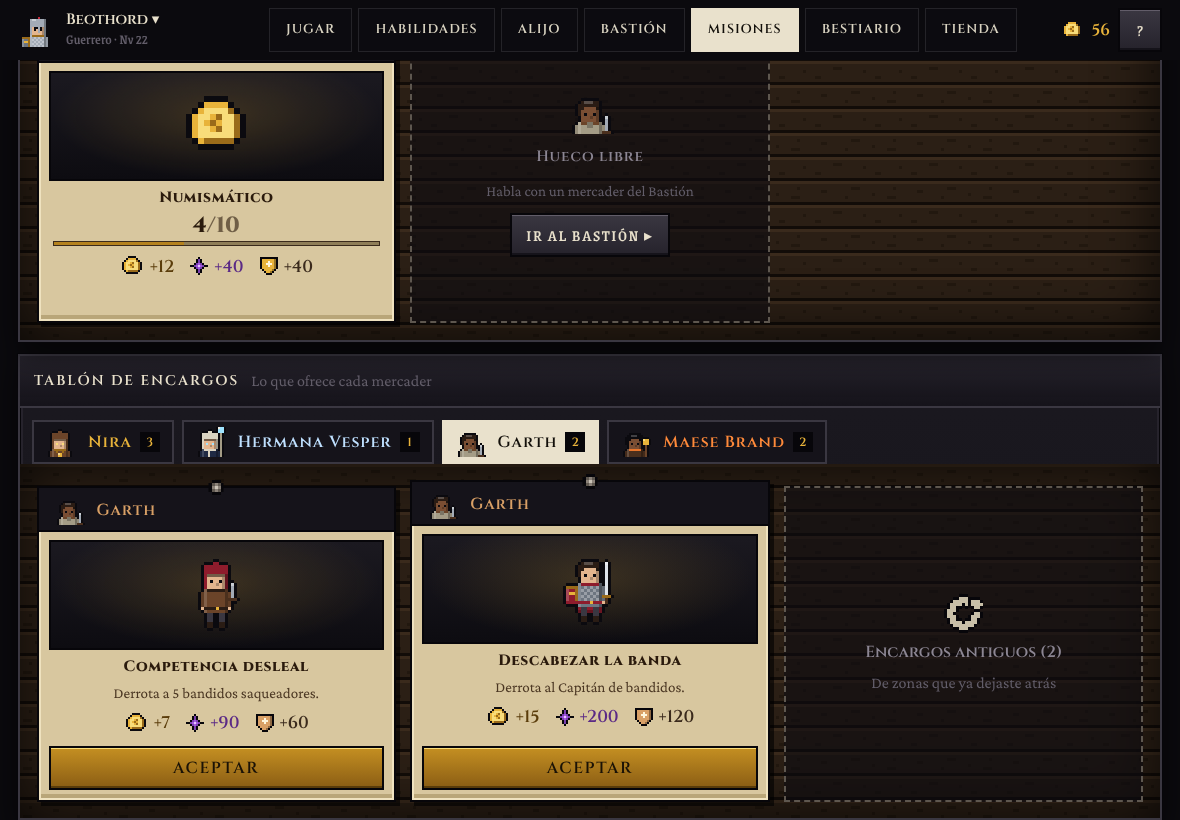 Beothord ▾
Guerrero · Nv 22
JUGAR
HABILIDADES
ALIJO
BASTIÓN
MISIONES
BESTIARIO
TIENDA
56
?
Numismático
4/10
+12 +40 +40
Hueco libre
Habla con un mercader del Bastión
IR AL BASTIÓN ▸
TABLÓN DE ENCARGOS Lo que ofrece cada mercader
Nira 3
Hermana Vesper 1
Garth 2
Maese Brand 2
Garth
Competencia desleal
Derrota a 5 bandidos saqueadores.
+7 +90 +60
ACEPTAR
Garth
Descabezar la banda
Derrota al Capitán de bandidos.
+15 +200 +120
ACEPTAR
Encargos antiguos (2)
De zonas que ya dejaste atrás